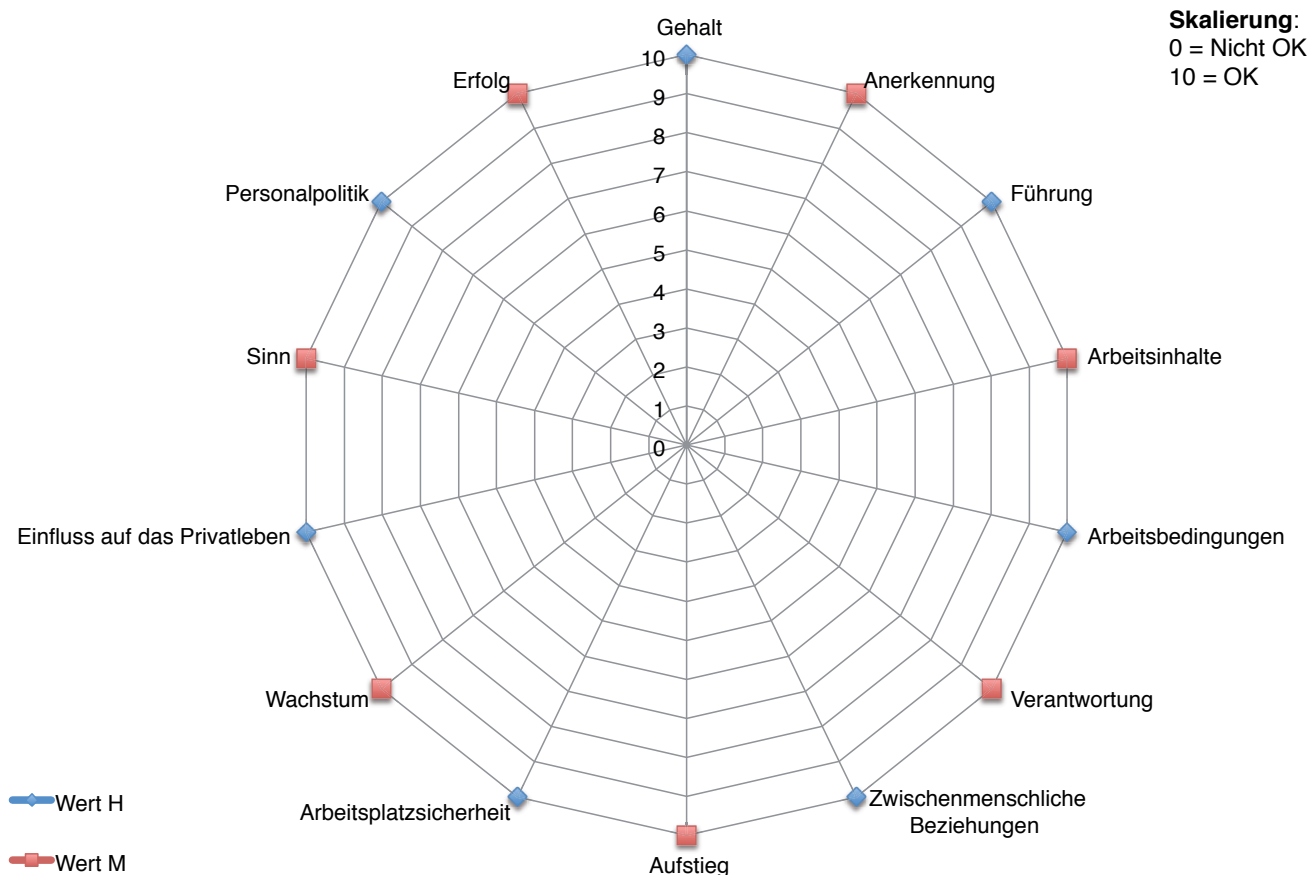 Skalierung:
0 = Nicht OK
10 = OK
Gehalt
Anerkennung
Führung
Arbeitsinhalte
Arbeitsbedingungen
Verantwortung
Zwischenmenschliche
Beziehungen
Aufstieg
Arbeitsplatzsicherheit
Wachstum
Einfluss auf das Privatleben
Sinn
Personalpolitik
Erfolg
10
9
8
7
6
5
4
3
2
1
0
Wert H
Wert M